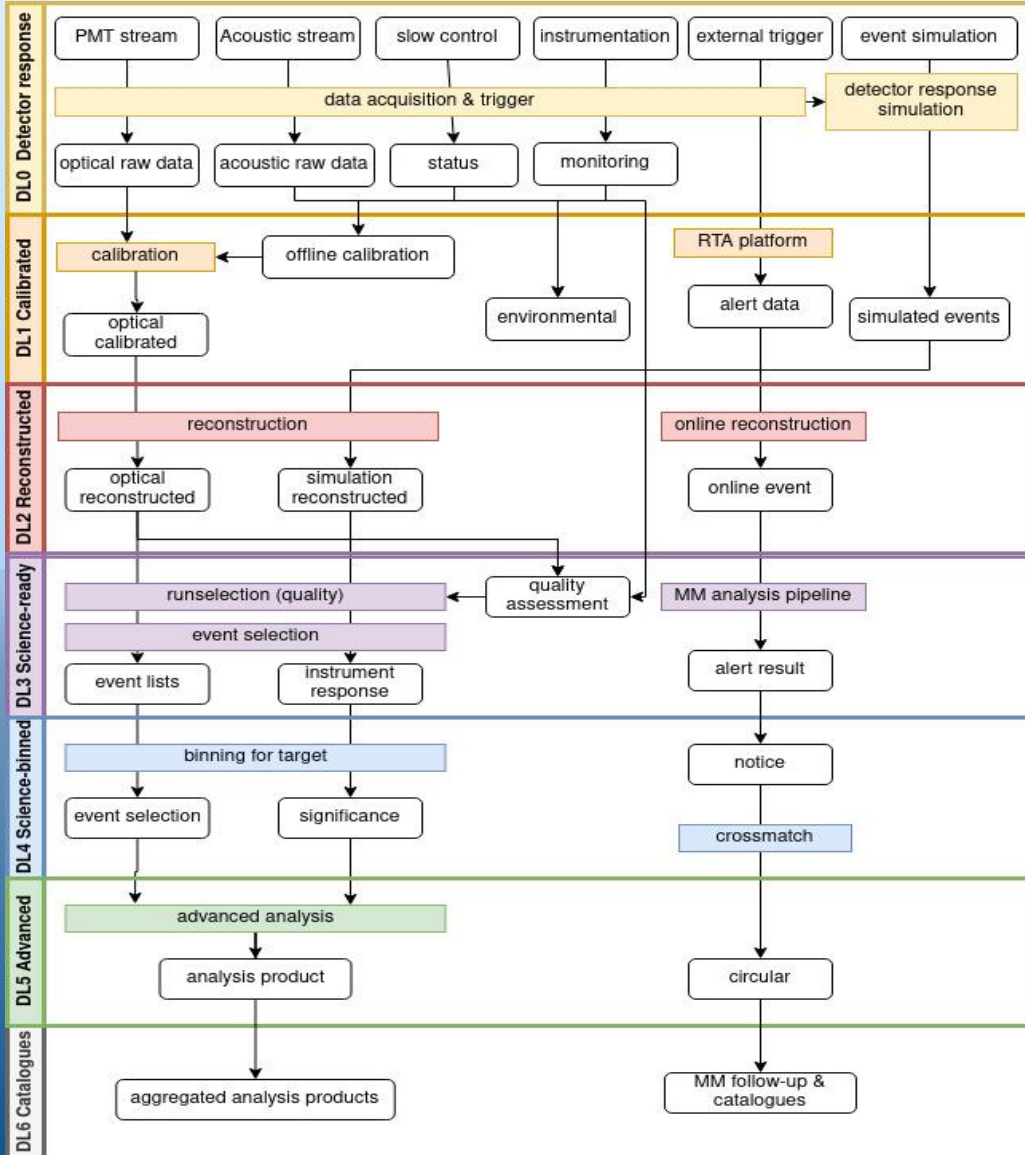 DL0 Detector response
PMT stream
Acoustic stream
slow control
instrumentation
external trigger
event simulation
data acquisition & trigger
detector response
simulation
optical raw data
acoustic raw data
status
monitoring
DL1 Calibrated
calibration
offline calibration
RTA platform
optical
calibrated
environmental
alert data
simulated events
DL2 Reconstructed
reconstruction
online reconstruction
optical
reconstructed
simulation
reconstructed
online event
DL3 Science-ready
runselection (quality)
quality
assessment
MM analysis pipeline
event selection
event lists
instrument
response
alert result
DL4 Science-binned
binning for target
notice
event selection
significance
crossmatch
DL5 Advanced
advanced analysis
analysis product
circular
DL6 Catalogues
aggregated analysis products
MM follow-up &
catalogues